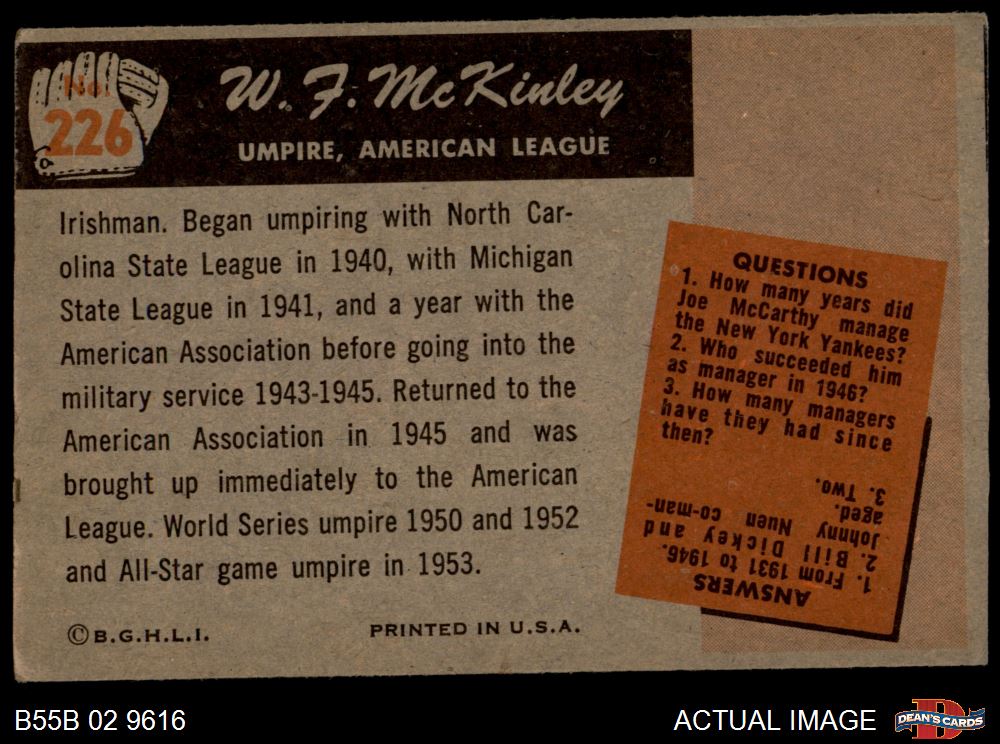 No.
226
W. F. McKinley
UMPIRE, AMERICAN LEAGUE
Irishman. Began umpiring with North Car-
olina State League in 1940, with Michigan
State League in 1941, and a year with the
American Association before going into the
military service 1943-1945. Returned to the
American Association in 1945 and was
brought up immediately to the American
League. World Series umpire 1950 and 1952
and All-Star game umpire in 1953.
© B.G.H.L.I.
PRINTED IN U.S.A.
QUESTIONS
1. How many years did
Joe McCarthy manage
the New York Yankees?
2. Who succeeded him
as manager in 1946?
3. How many managers
have they had since
then?
ANSWERS
1. From 1931 to 1946.
2. Bill Dickey and
Johnny Nuen co-man-
aged.
3. Two.
B55B 02 9616
ACTUAL IMAGE
DEAN'S CARDS